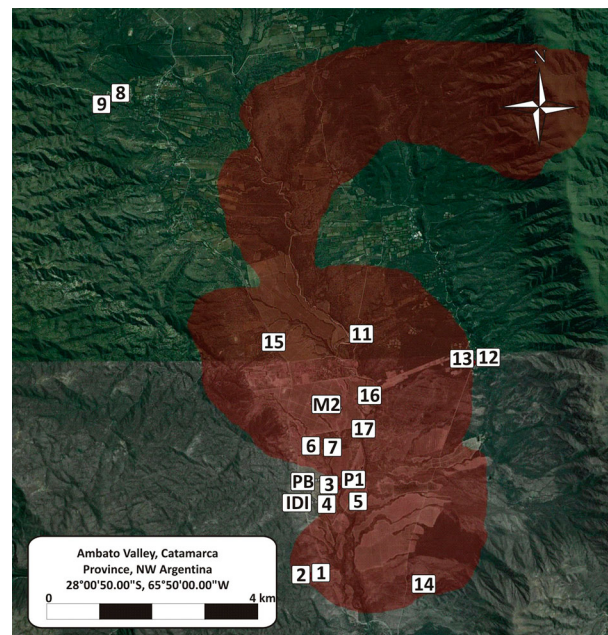 N
8
9
11
15
13 12
16
M2
17
6 7
PB 3 P1
IDI 4 5
2 1
14
Ambato Valley, Catamarca
Province, NW Argentina
28°00'50.00"S, 65°50'00.00"W
0 4 km